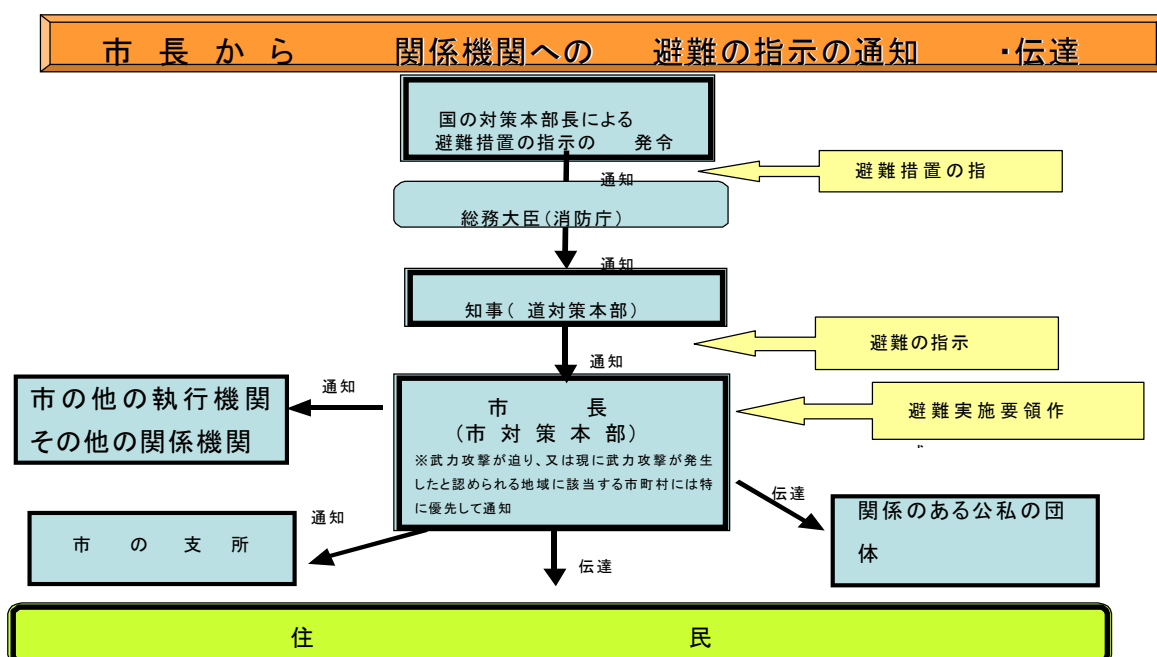 市長から 関係機関への 避難の指示の通知 ・伝達
国の対策本部長による
避難措置の指示の 発令
通知
避難措置の指
総務大臣(消防庁)
通知
知事( 道対策本部)
避難の指示
通知
市の他の執行機関
その他の関係機関
通知
市 長
(市対策本部)
※武力攻撃が迫り、又は現に武力攻撃が発生
したと認められる地域に該当する市町村には特
に優先して通知
避難実施要領作
伝達
関係のある公私の団
体
通知
市の支所
伝達
住 民